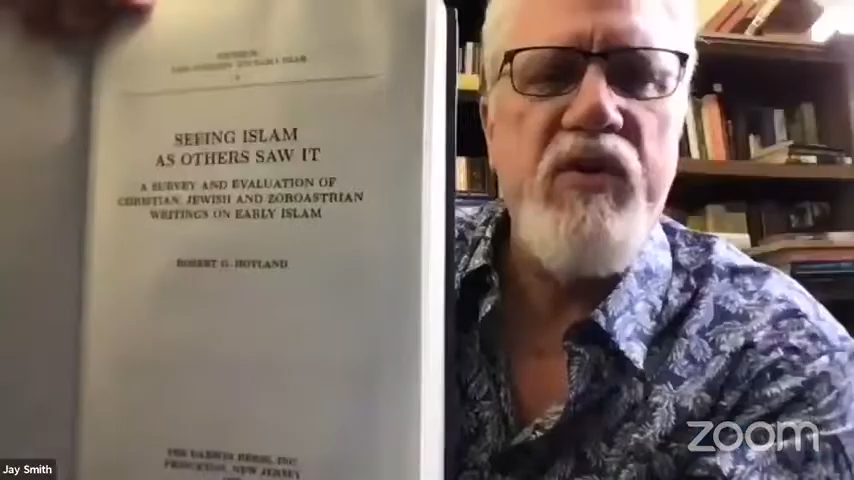 SEEING ISLAM
AS OTHERS SAW IT
A SURVEY AND EVALUATION OF
CHRISTIAN, JEWISH AND ZOROASTRIAN
WRITINGS ON EARLY ISLAM
ROBERT G. HOYLAND
THE DARWIN PRESS, INC.
PRINCETON, NEW JERSEY
Jay Smith
zoom